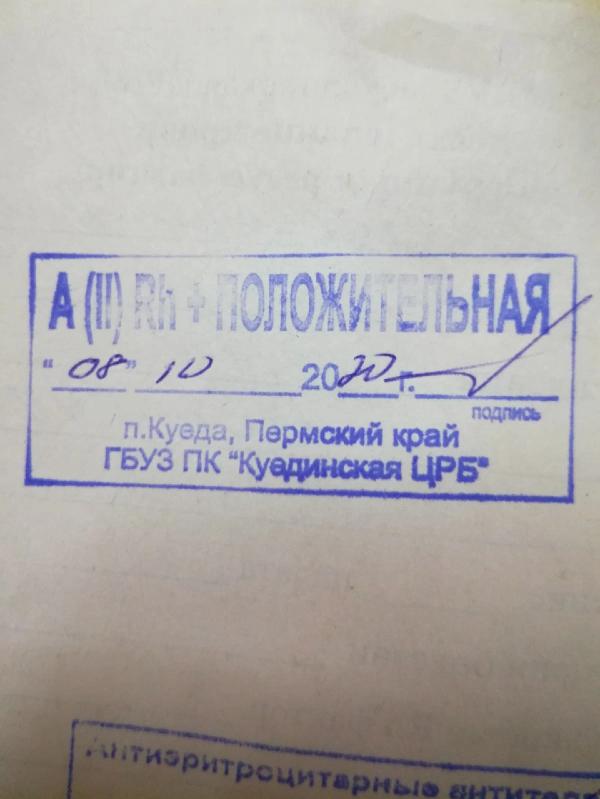 А (II) Rh + ПОЛОЖИТЕЛЬНАЯ
"08" 10 2020 г.
подпись
п.Куеда, Пермский край
ГБУЗ ПК "Куединская ЦРБ"
Антиэритроцитарные антитела